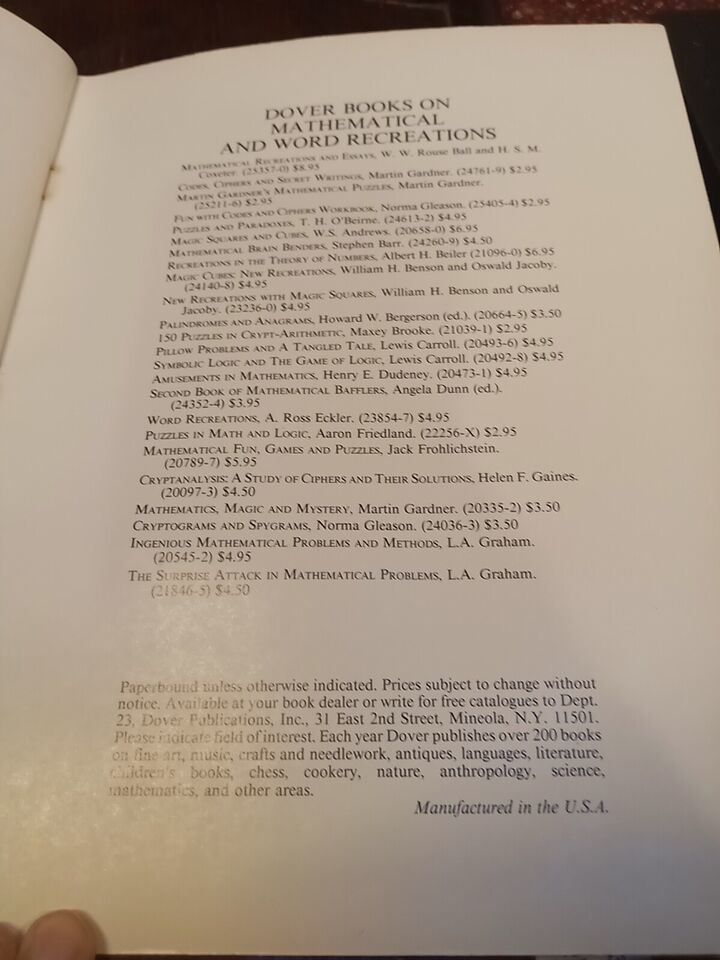 DOVER BOOKS ON
MATHEMATICAL
AND WORD RECREATIONS
MATHEMATICAL RECREATIONS AND ESSAYS, W. W. Rouse Ball and H. S. M.
Coxeter. (25357-0) $8.95
CODES, CIPHERS AND SECRET WRITINGS, Martin Gardner. (24761-9) $2.95
MARTIN GARDNER'S MATHEMATICAL PUZZLES, Martin Gardner.
(25211-6) $2.95
FUN WITH CODES AND CIPHERS WORKBOOK, Norma Gleason. (25405-4) $2.95
PUZZLES AND PARADOXES, T. H. O'Beirne. (24613-2) $4.95
MAGIC SQUARES AND CUBES, W.S. Andrews. (20658-0) $6.95
MATHEMATICAL BRAIN BENDERS, Stephen Barr. (24260-9) $4.50
RECREATIONS IN THE THEORY OF NUMBERS, Albert H. Beiler (21096-0) $6.95
MAGIC CUBES: NEW RECREATIONS, William H. Benson and Oswald Jacoby.
(24140-8) $4.95
NEW RECREATIONS WITH MAGIC SQUARES, William H. Benson and Oswald
Jacoby. (23236-0) $4.95
PALINDROMES AND ANAGRAMS, Howard W. Bergerson (ed.). (20664-5) $3.50
150 PUZZLES IN CRYPT-ARITHMETIC, Maxey Brooke. (21039-1) $2.95
PILLOW PROBLEMS AND A TANGLED TALE, Lewis Carroll. (20493-6) $4.95
SYMBOLIC LOGIC AND THE GAME OF LOGIC, Lewis Carroll. (20492-8) $4.95
AMUSEMENTS IN MATHEMATICS, Henry E. Dudeney. (20473-1) $4.95
SECOND BOOK OF MATHEMATICAL BAFFLERS, Angela Dunn (ed.).
(24352-4) $3.95
WORD RECREATIONS, A. Ross Eckler. (23854-7) $4.95
PUZZLES IN MATH AND LOGIC, Aaron Friedland. (22256-X) $2.95
MATHEMATICAL FUN, GAMES AND PUZZLES, Jack Frohlichstein.
(20789-7) $5.95
CRYPTANALYSIS: A STUDY OF CIPHERS AND THEIR SOLUTIONS, Helen F. Gaines.
(20097-3) $4.50
MATHEMATICS, MAGIC AND MYSTERY, Martin Gardner. (20335-2) $3.50
CRYPTOGRAMS AND SPYGRAMS, Norma Gleason. (24036-3) $3.50
INGENIOUS MATHEMATICAL PROBLEMS AND METHODS, L.A. Graham.
(20545-2) $4.95
THE SURPRISE ATTACK IN MATHEMATICAL PROBLEMS, L.A. Graham.
(21846-5) $4.50
Paperbound unless otherwise indicated. Prices subject to change without
notice. Available at your book dealer or write for free catalogues to Dept.
23, Dover Publications, Inc., 31 East 2nd Street, Mineola, N.Y. 11501.
Please indicate field of interest. Each year Dover publishes over 200 books
on fine art, music, crafts and needlework, antiques, languages, literature,
children's books, chess, cookery, nature, anthropology, science,
mathematics, and other areas.
Manufactured in the U.S.A.